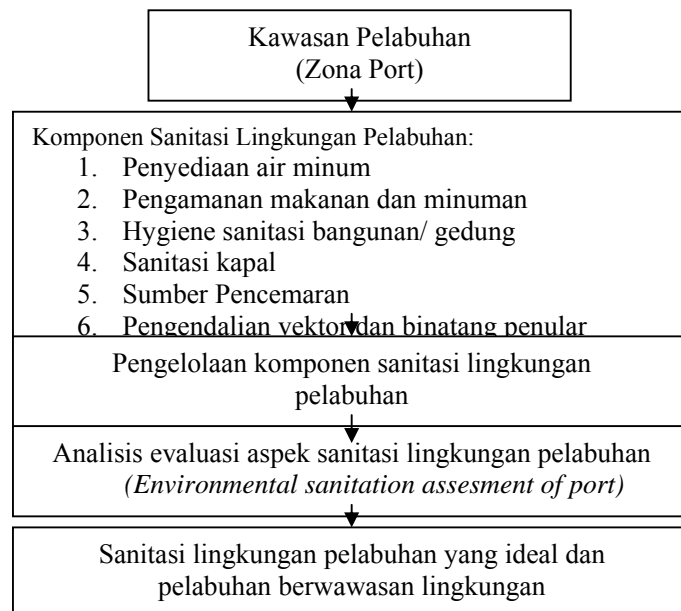 Kawasan Pelabuhan
(Zona Port)
Komponen Sanitasi Lingkungan Pelabuhan:
1. Penyediaan air minum
2. Pengamanan makanan dan minuman
3. Hygiene sanitasi bangunan/ gedung
4. Sanitasi kapal
5. Sumber Pencemaran
6. Pengendalian vektor dan binatang penular
Pengelolaan komponen sanitasi lingkungan
pelabuhan
Analisis evaluasi aspek sanitasi lingkungan pelabuhan
(Environmental sanitation assesment of port)
Sanitasi lingkungan pelabuhan yang ideal dan
pelabuhan berwawasan lingkungan